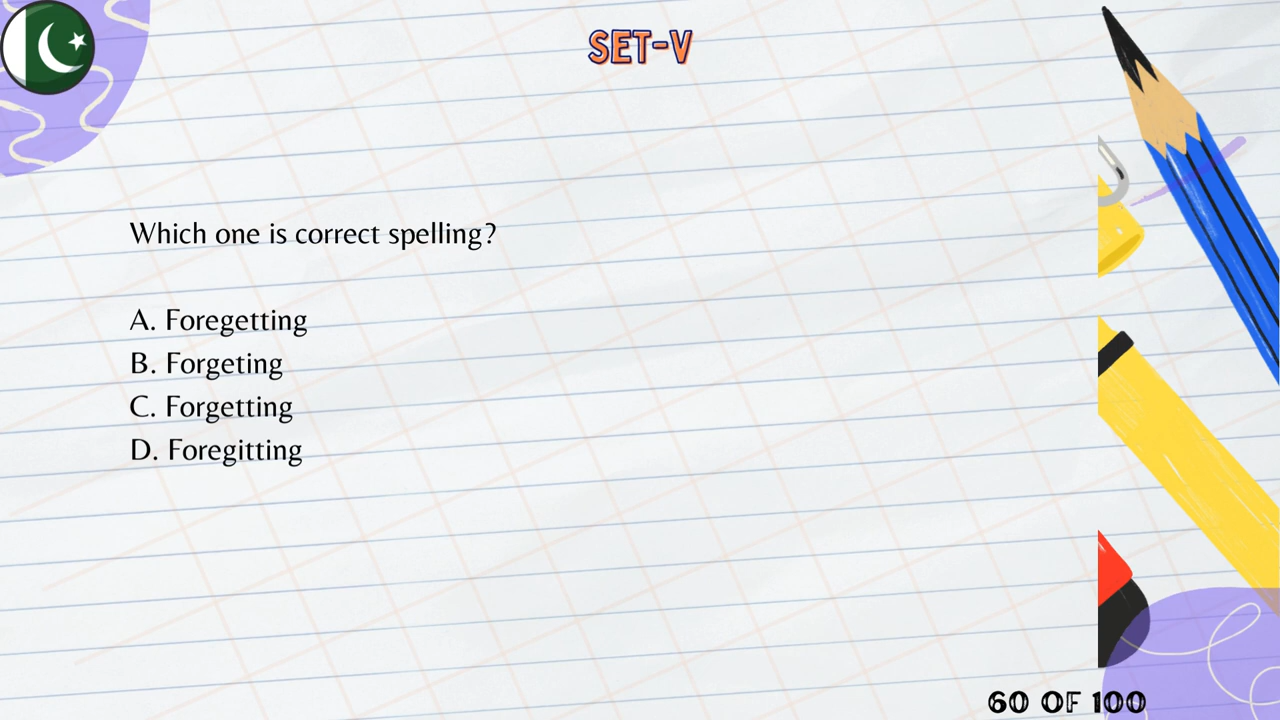 SET-V
Which one is correct spelling?
A. Foregetting
B. Forgeting
C. Forgetting
D. Foregitting
60 OF 100